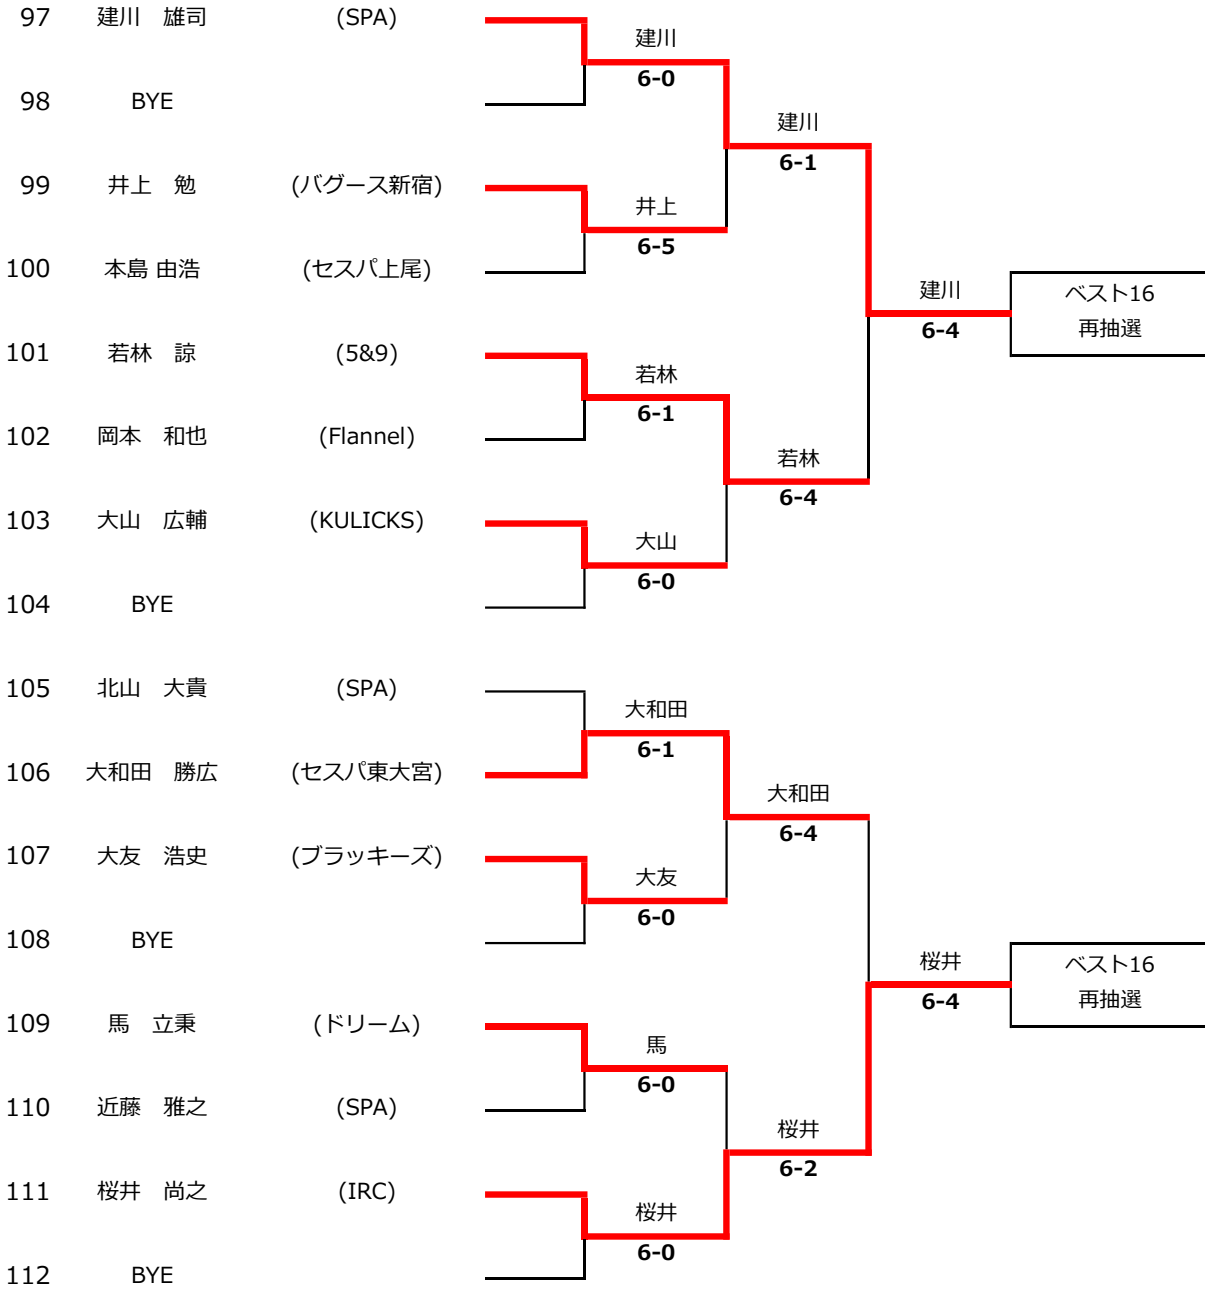 97 建川　雄司 (SPA)
建川
6-0
98 BYE
建川
6-1
99 井上　勉 (バグース新宿)
井上
6-5
100 本島 由浩 (セスパ上尾)
建川
6-4
ベスト16
再抽選
101 若林　諒 (5&9)
若林
6-1
102 岡本　和也 (Flannel)
若林
6-4
103 大山　広輔 (KULICKS)
大山
6-0
104 BYE
105 北山　大貴 (SPA)
大和田
6-1
106 大和田　勝広 (セスパ東大宮)
大和田
6-4
107 大友　浩史 (ブラッキーズ)
大友
6-0
108 BYE
桜井
6-4
ベスト16
再抽選
109 馬　立秉 (ドリーム)
馬
6-0
110 近藤　雅之 (SPA)
桜井
6-2
111 桜井　尚之 (IRC)
桜井
6-0
112 BYE